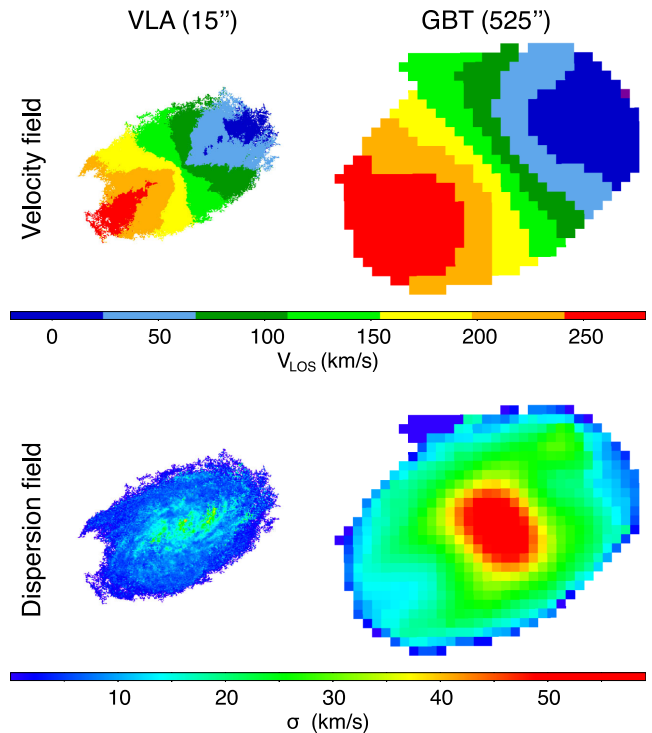 VLA (15”)
GBT (525”)
Velocity field
0 50 100 150 200 250
V_LOS (km/s)
Dispersion field
10 20 30 40 50
σ (km/s)